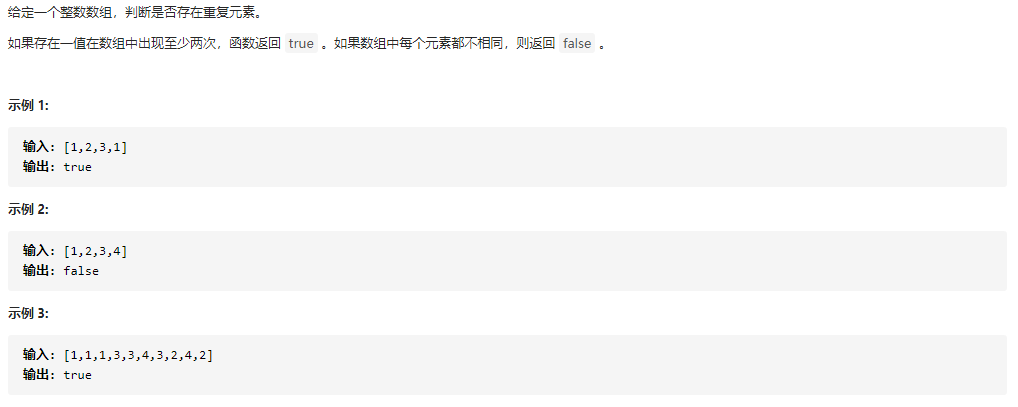 给定一个整数数组，判断是否存在重复元素。
如果存在一值在数组中出现至少两次，函数返回 true 。如果数组中每个元素都不相同，则返回 false 。
示例 1:
输入: [1,2,3,1]
输出: true
示例 2:
输入: [1,2,3,4]
输出: false
示例 3:
输入: [1,1,1,3,3,4,3,2,4,2]
输出: true